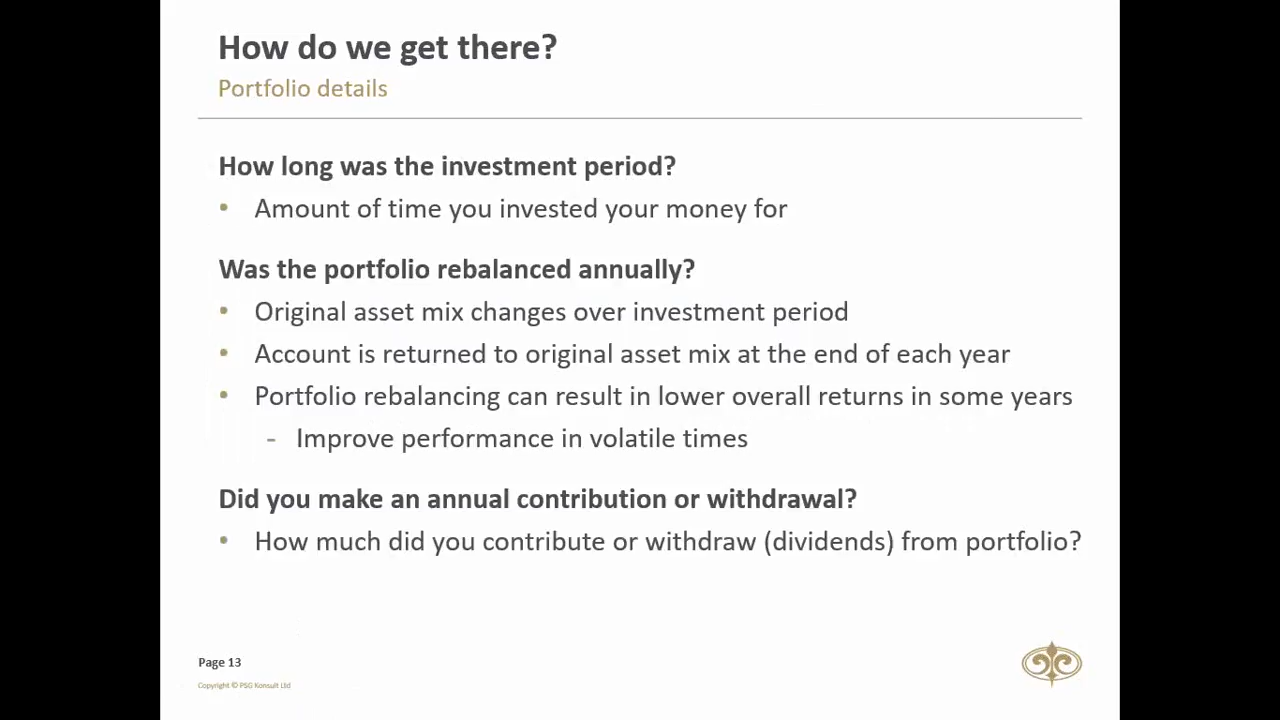 How do we get there?
Portfolio details
How long was the investment period?
• Amount of time you invested your money for
Was the portfolio rebalanced annually?
• Original asset mix changes over investment period
• Account is returned to original asset mix at the end of each year
• Portfolio rebalancing can result in lower overall returns in some years
- Improve performance in volatile times
Did you make an annual contribution or withdrawal?
• How much did you contribute or withdraw (dividends) from portfolio?
Page 13
Copyright © PSG Konsult Ltd